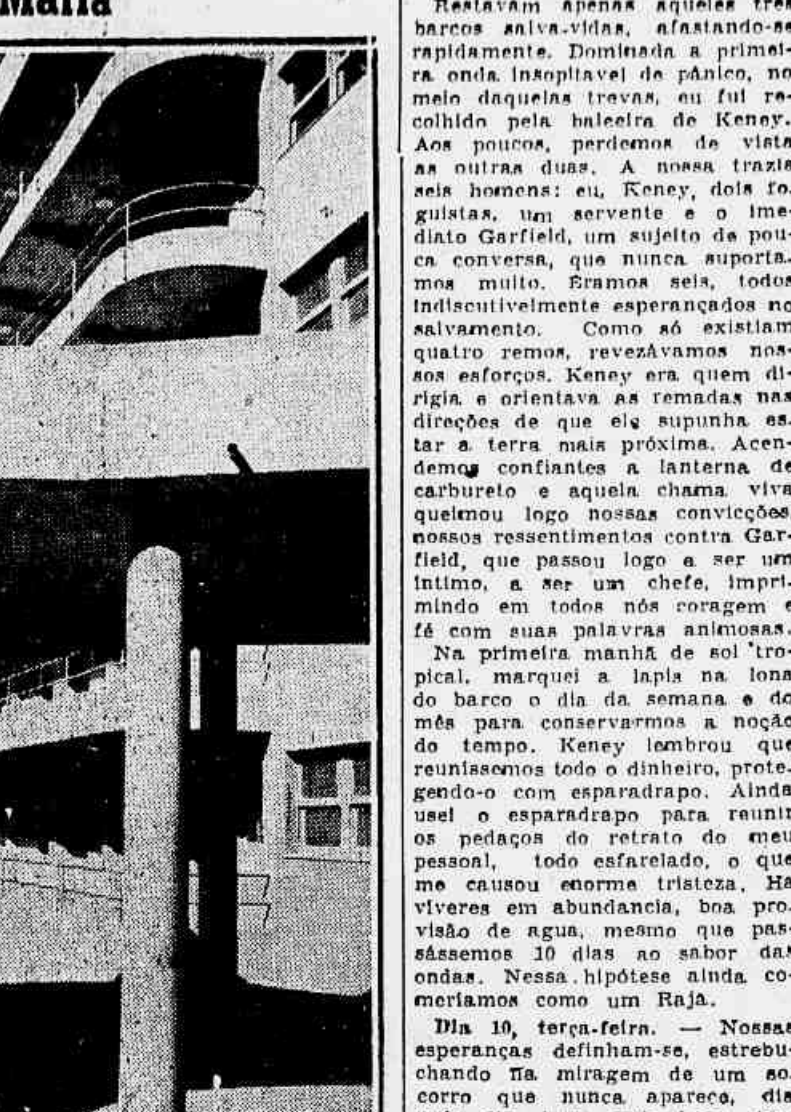 Manã
Restavam apenas aqueles tres
barcos salva-vidas, afastando-se
rapidamente. Dominada a primei-
ra onda insopitavel de pânico, no
meio daquelas trevas, eu fui re-
colhido pela baleeira de Keney.
Aos poucos, perdemos de vista
as outras duas. A nossa trazia
seis homens: eu, Keney, dois fo-
guistas, um servente e o ime-
diato Garfield, um sujeito de pou-
ca conversa, que nunca suporta-
mos muito. Éramos seis, todos
indiscutivelmente esperançados no
salvamento. Como só existiam
quatro remos, revezávamos nos-
sos esforços. Keney era quem di-
rigia e orientava as remadas nas
direções de que ele supunha es-
tar a terra mais próxima. Acen-
demos confiantes a lanterna de
carbureto e aquela chama viva
queimou logo nossas convicções
nossos ressentimentos contra Gar-
field, que passou logo a ser um
íntimo, a ser um chefe, impri-
mindo em todos nós coragem e
fé com suas palavras animosas.
Na primeira manhã de sol tro-
pical, marquei a lapis na lona
do barco o dia da semana e do
mês para conservarmos a noção
do tempo. Keney lembrou que
reunissemos todo o dinheiro, prote-
gendo-o com esparadrapo. Ainda
usei o esparadrapo para reunir
os pedaços do retrato do meu
pessoal, todo esfarelado, o que
me causou enorme tristeza. Ha
viveres em abundancia, boa pro-
visão de agua, mesmo que pas-
sássemos 10 dias ao sabor das
ondas. Nessa hipótese ainda co-
meriamos como um Raja.
Dia 10, terça-feira. — Nossas
esperanças definham-se, estrebu-
chando na miragem de um so-
corro que nunca aparece, dia